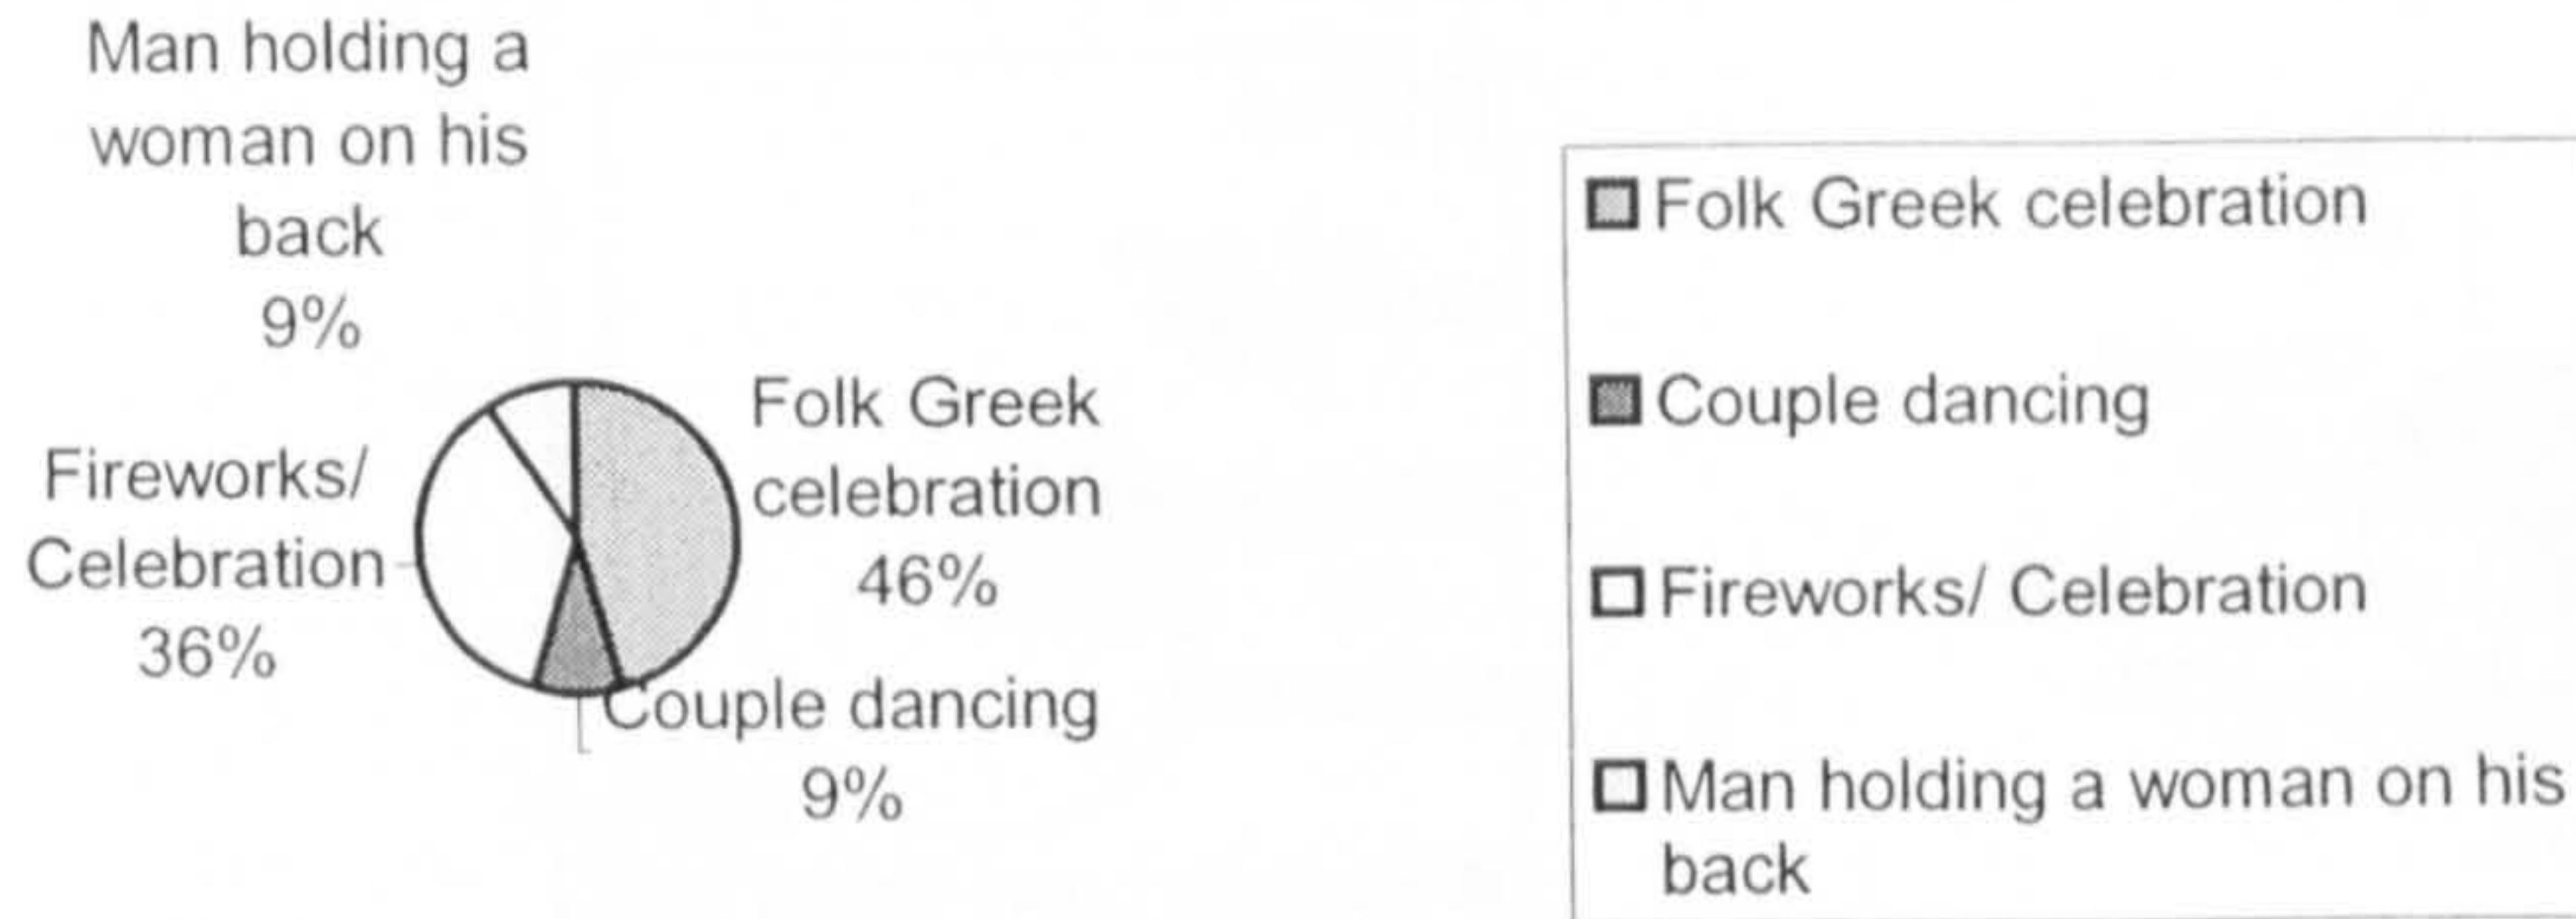 Man holding a
woman on his
back
9%
Fireworks/
Celebration
36%
Folk Greek
celebration
46%
Couple dancing
9%
Folk Greek celebration
Couple dancing
Fireworks/ Celebration
Man holding a woman on his
back